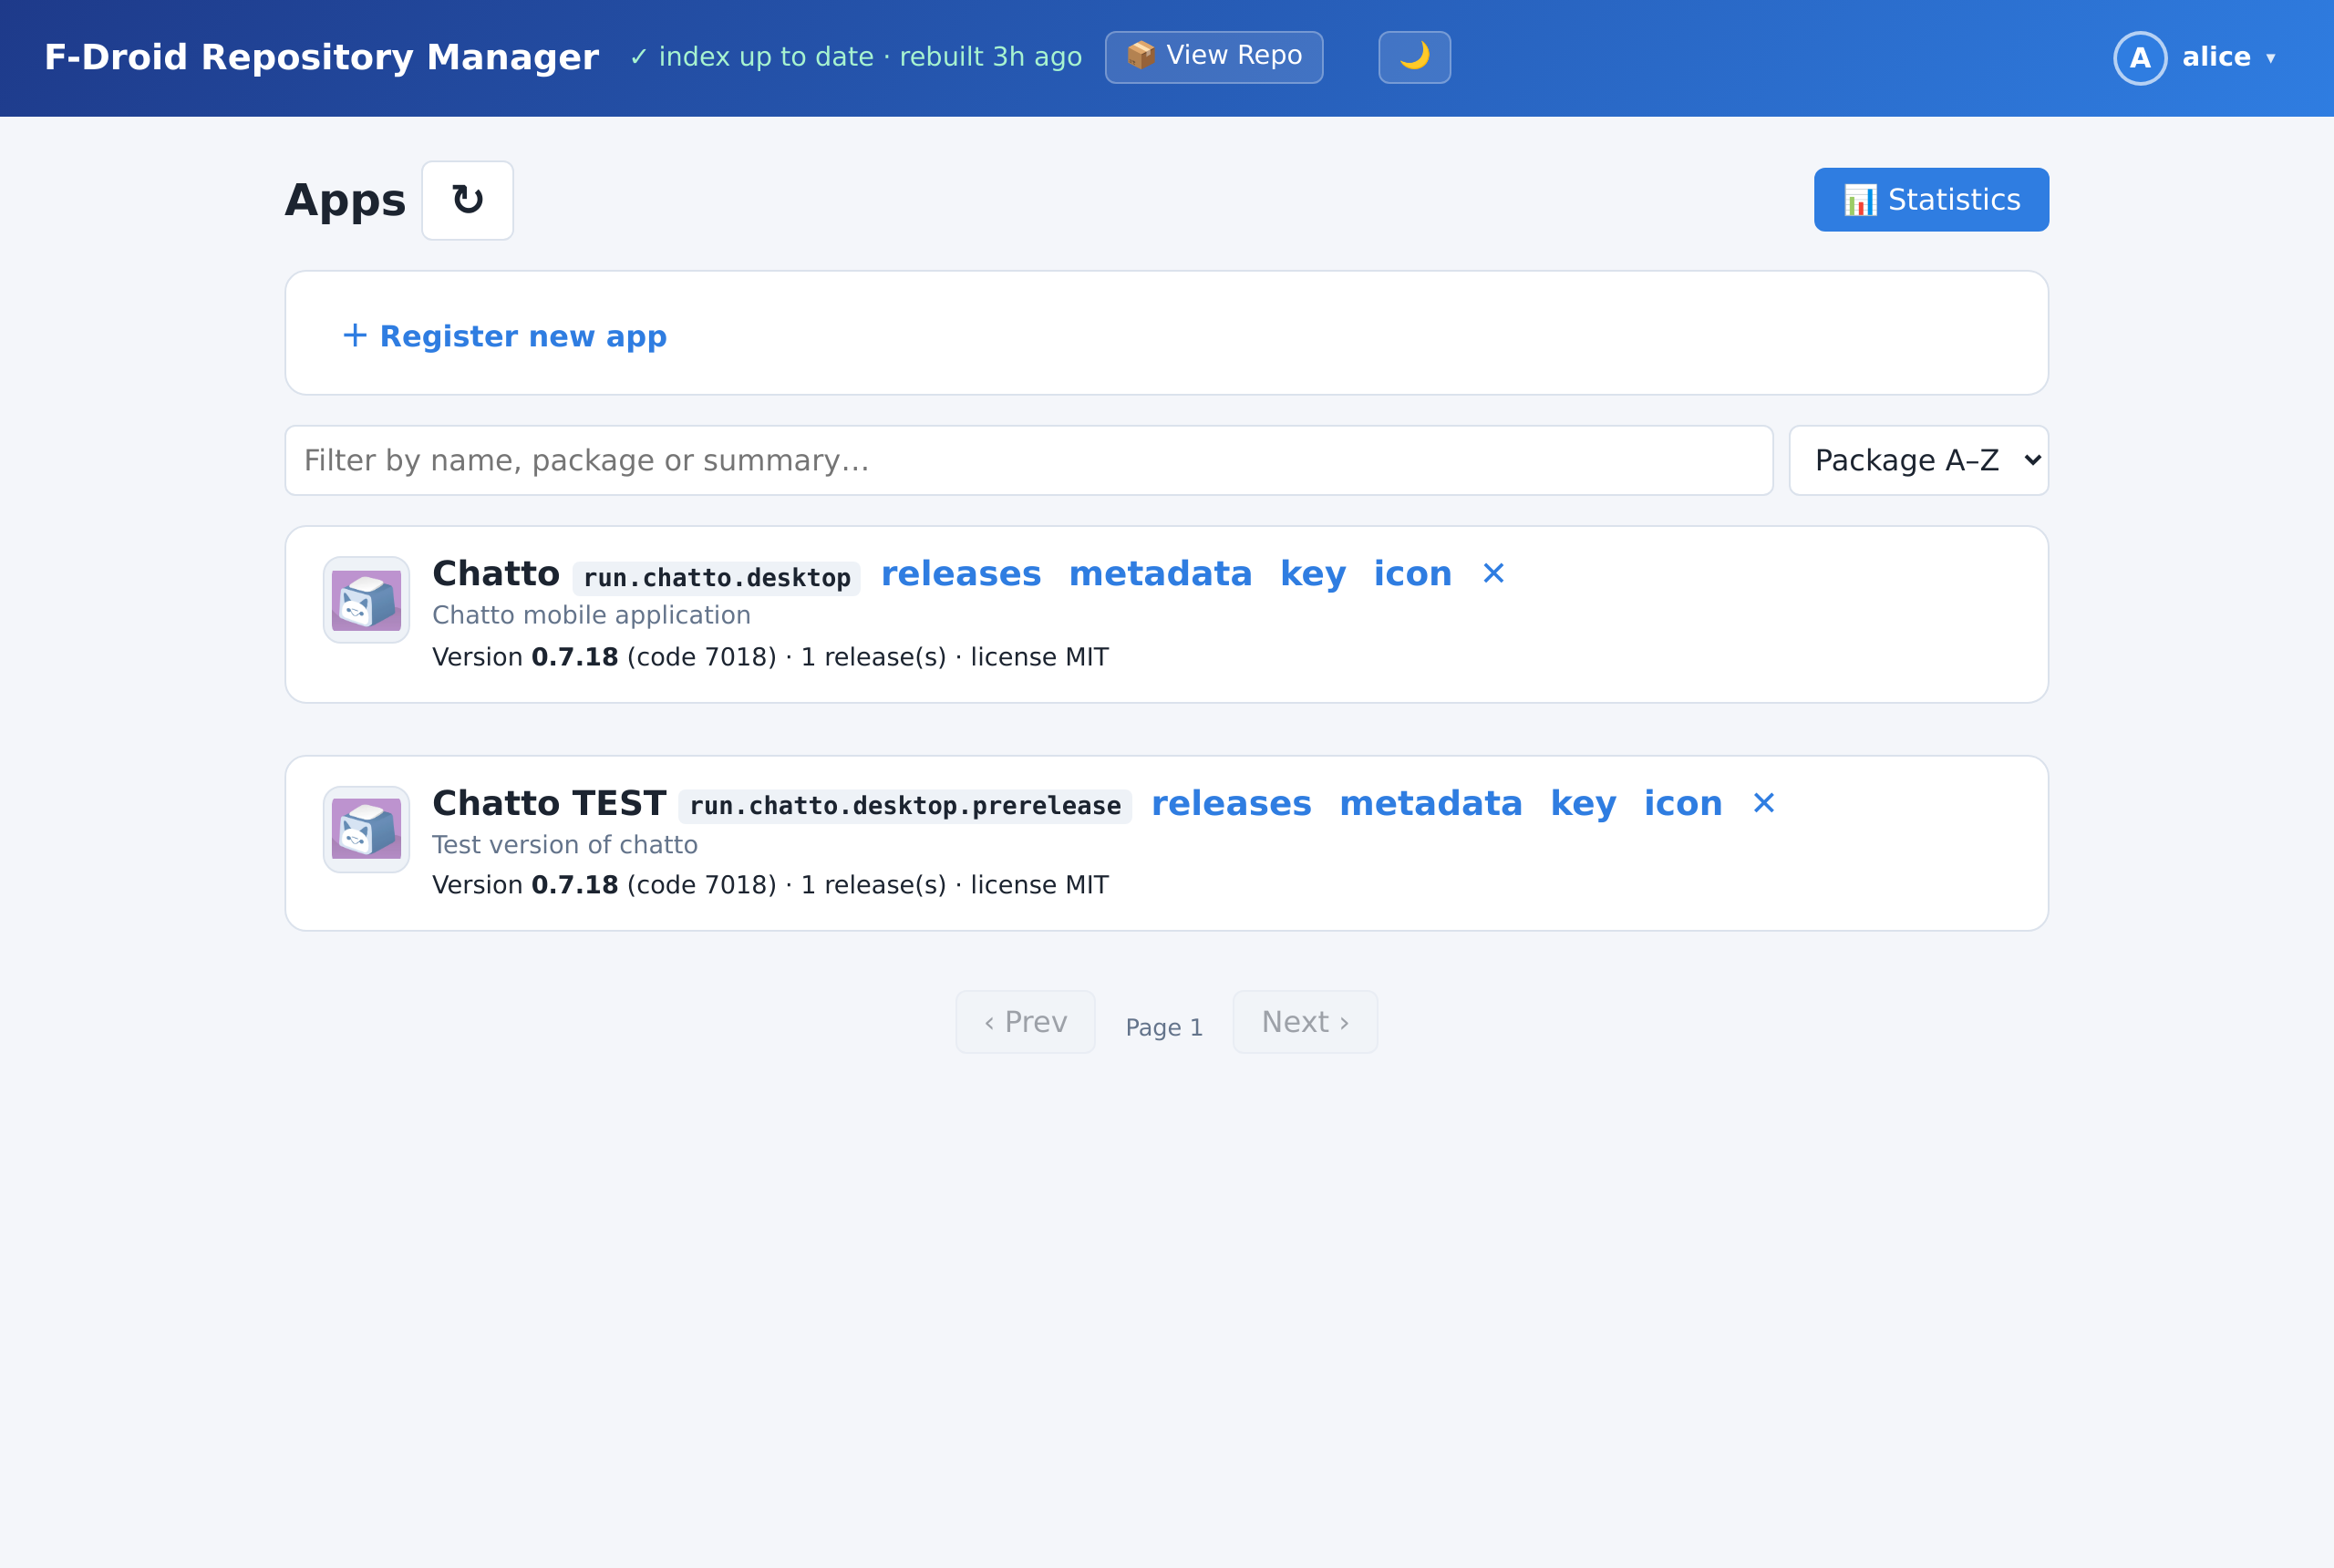 F-Droid Repository Manager ✓ index up to date · rebuilt 3h ago 📦 View Repo 🌙 A alice ▾
Apps ↻ 📊 Statistics
+ Register new app
Filter by name, package or summary… Package A–Z
Chatto run.chatto.desktop releases metadata key icon ✕
Chatto mobile application
Version 0.7.18 (code 7018) · 1 release(s) · license MIT
Chatto TEST run.chatto.desktop.prerelease releases metadata key icon ✕
Test version of chatto
Version 0.7.18 (code 7018) · 1 release(s) · license MIT
‹ Prev Page 1 Next ›